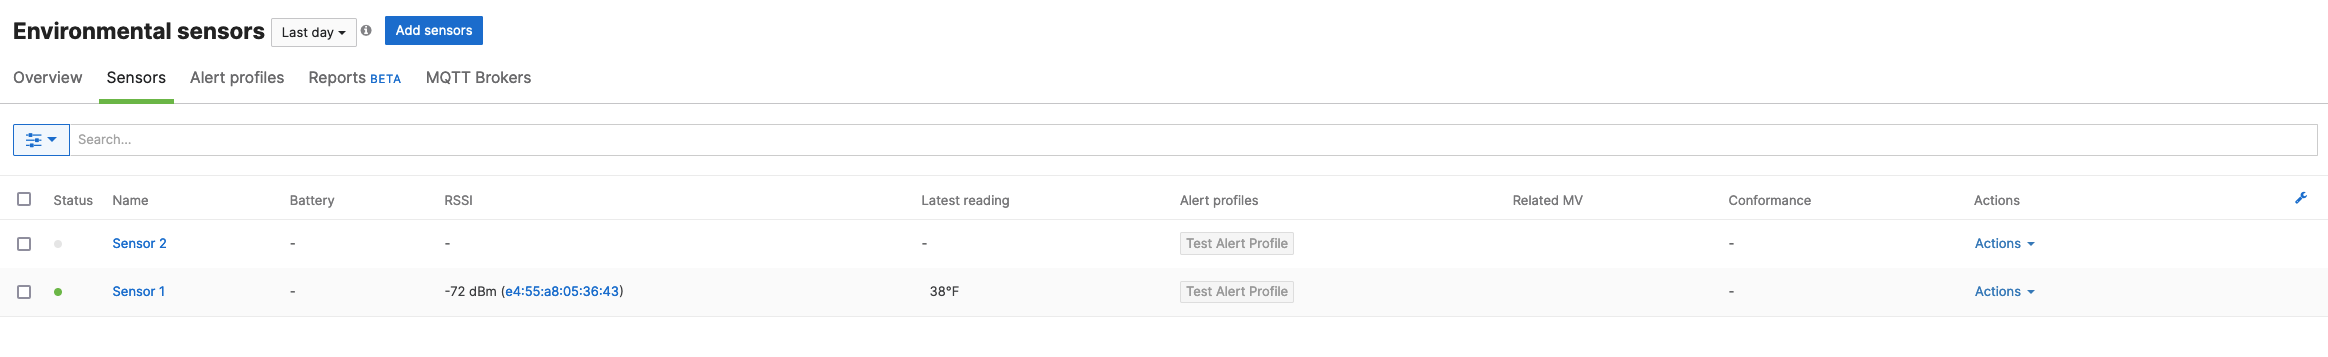 Environmental sensors Last day Add sensors
Overview Sensors Alert profiles Reports BETA MQTT Brokers
Search...
Status Name Battery RSSI Latest reading Alert profiles Related MV Conformance Actions
Sensor 2 - - - Test Alert Profile - Actions
Sensor 1 - -72 dBm (e4:55:a8:05:36:43) 38°F Test Alert Profile - Actions